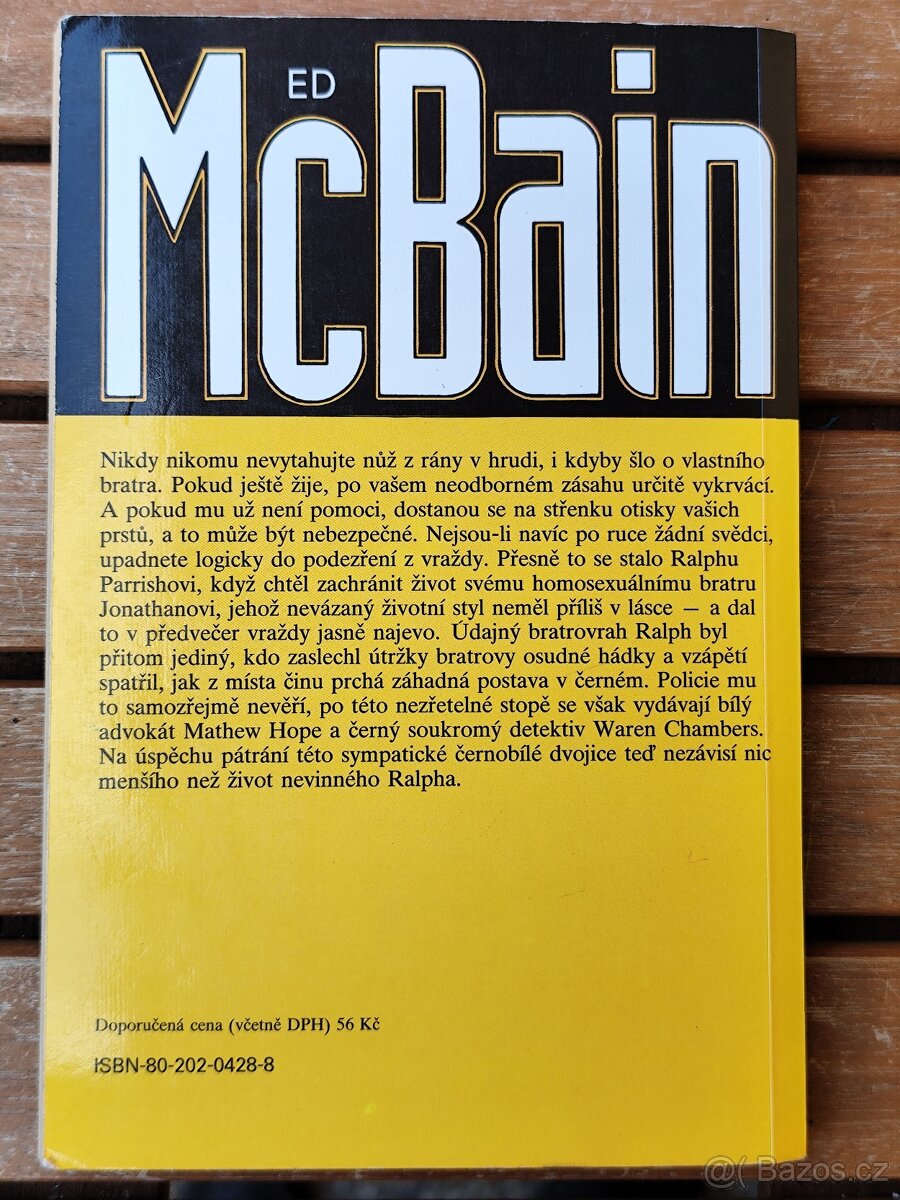 ED
McBain
Nikdy nikomu nevytahujte nůž z rány v hrudi, i kdyby šlo o vlastního
bratra. Pokud ještě žije, po vašem neodborném zásahu určitě vykrvácí.
A pokud mu už není pomoci, dostanou se na střenku otisky vašich
prstů, a to může být nebezpečné. Nejsou-li navíc po ruce žádní svědci,
upadnete logicky do podezření z vraždy. Přesně to se stalo Ralphu
Parrishovi, když chtěl zachránit život svému homosexuálnímu bratru
Jonathanovi, jehož nevázaný životní styl neměl příliš v lásce — a dal
to v předvečer vraždy jasně najevo. Údajný bratrovrah Ralph byl
přitom jediný, kdo zaslechl útržky bratrovy osudné hádky a vzápětí
spatřil, jak z místa činu prchá záhadná postava v černém. Policie mu
to samozřejmě nevěří, po této nezřetelné stopě se však vydávají bílý
advokát Mathew Hope a černý soukromý detektiv Waren Chambers.
Na úspěchu pátrání této sympatické černobílé dvojice teď nezávisí nic
menšího než život nevinného Ralpha.
Doporučená cena (včetně DPH) 56 Kč
ISBN-80-202-0428-8
@( Bazos.cz